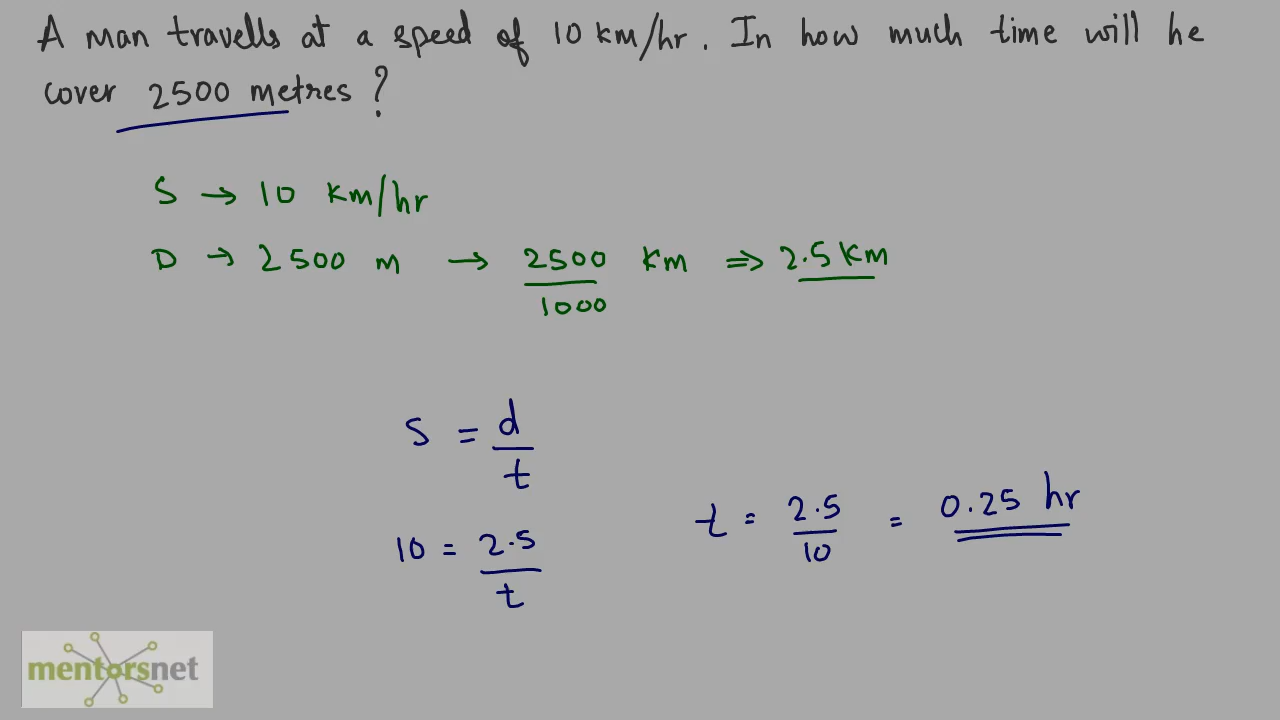 A man travells at a speed of 10 km/hr. In how much time will he
cover 2500 metres?
S → 10 km/hr
D → 2500 m → 2500/1000 km ⇒ 2.5 km
S = d/t
10 = 2.5/t
t = 2.5/10 = 0.25 hr
mentorsnet